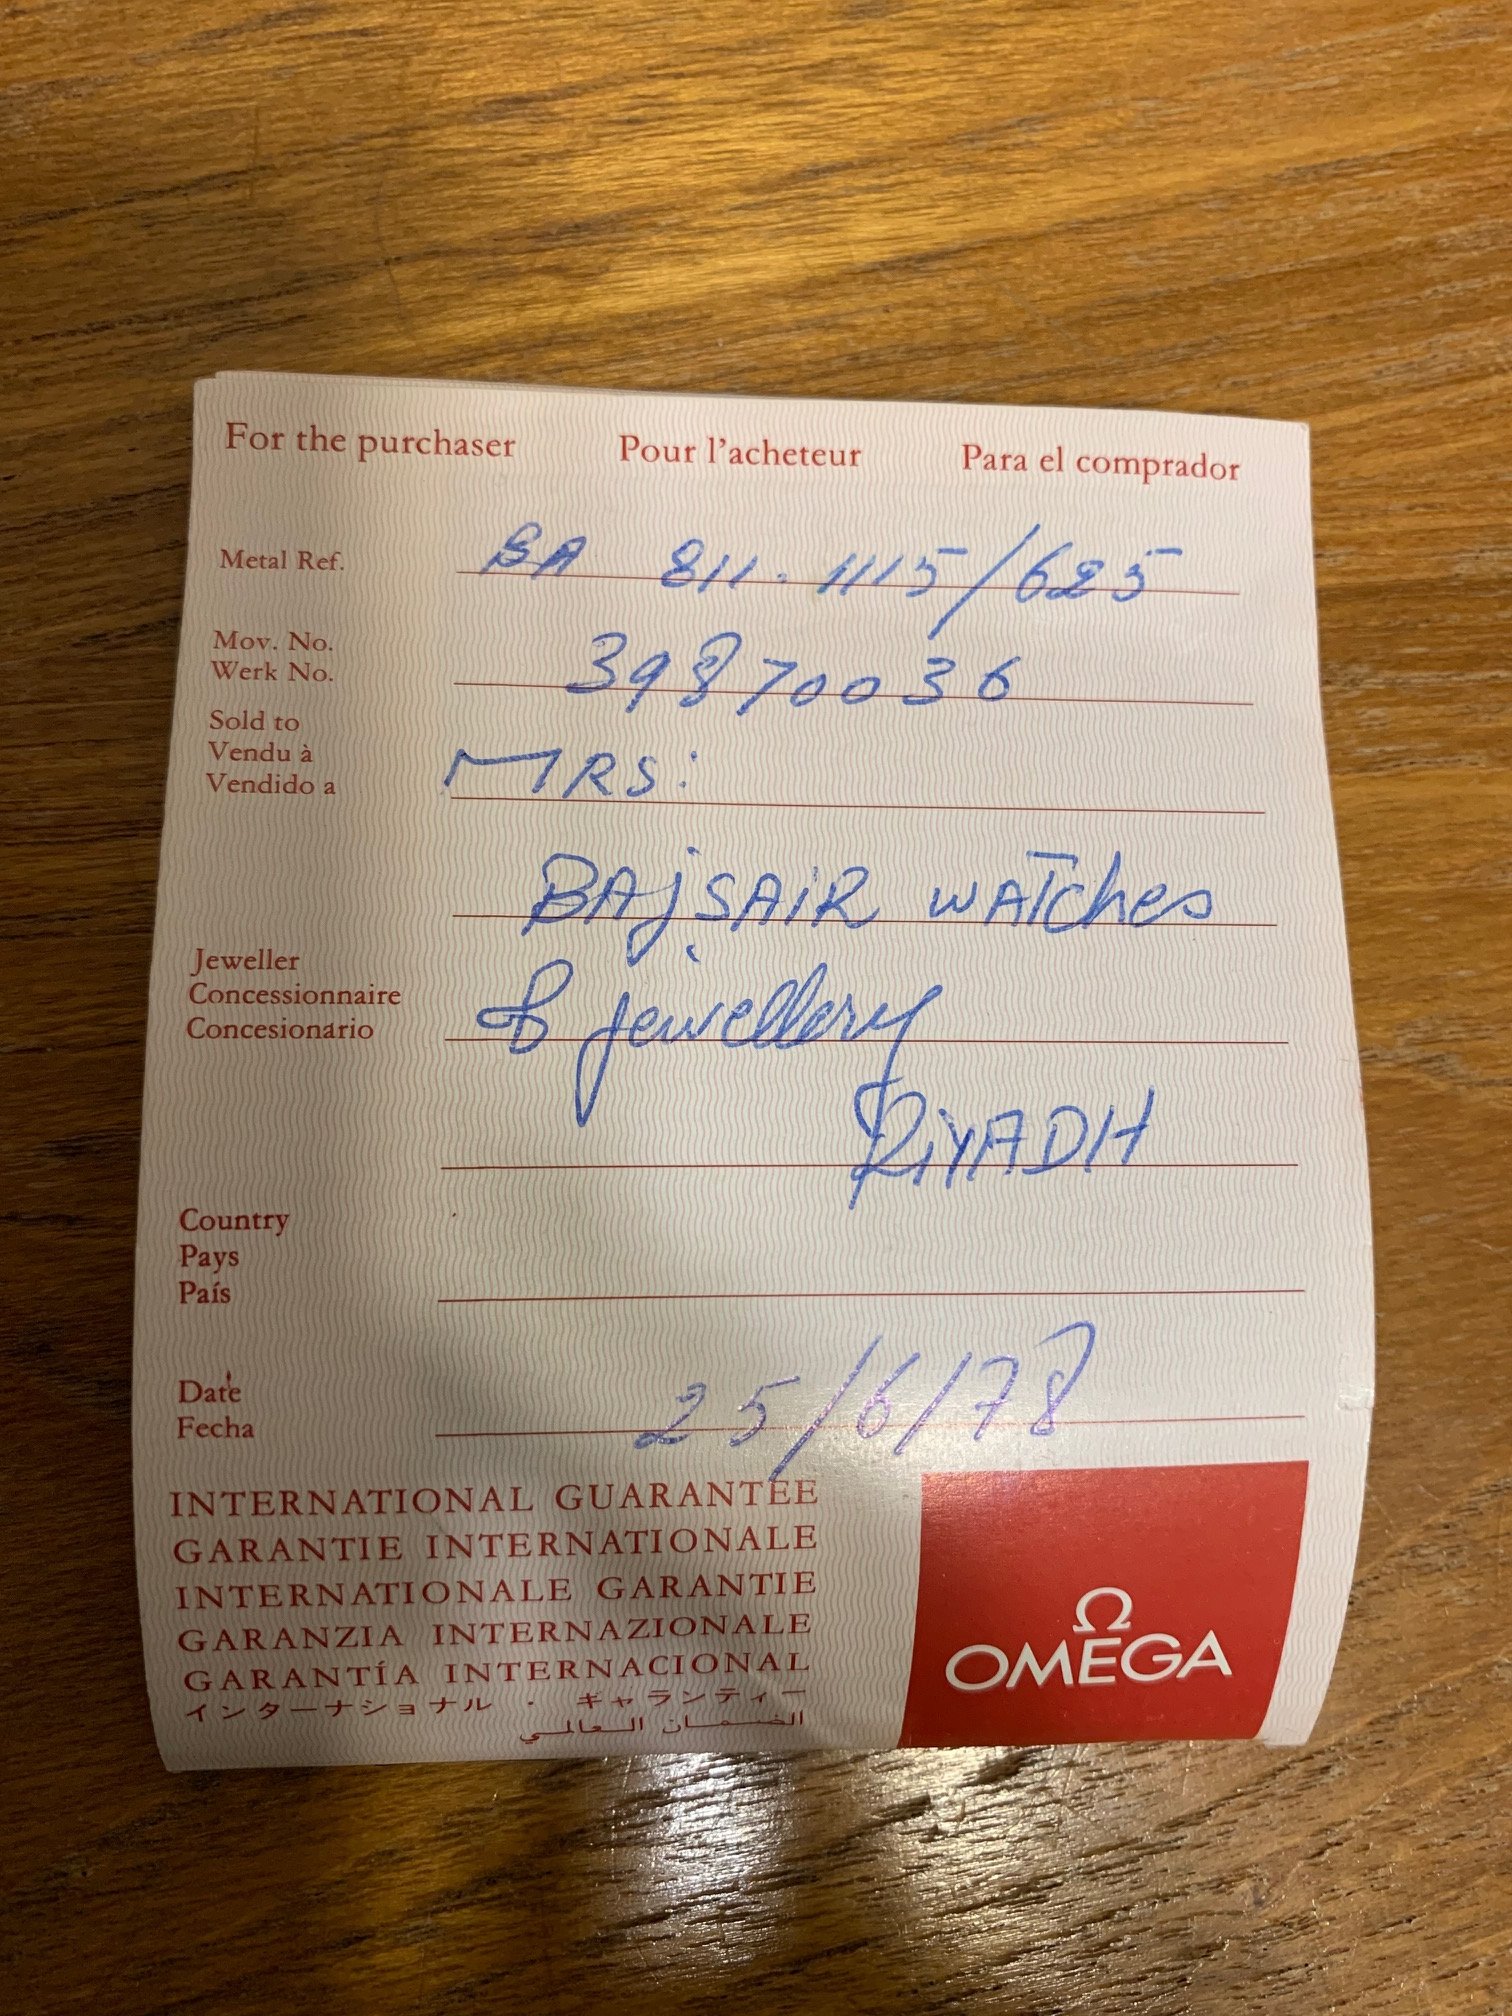 For the purchaser Pour l'acheteur Para el comprador
Metal Ref. BA 811.1115/625
Mov. No.
Werk No. 39870036
Sold to
Vendu à
Vendido a MRS:
BAJSAIR WATches
Jeweller
Concessionnaire
Concesionario & jewellery
RiYADH
Country
Pays
País
Date
Fecha 25/6/78
INTERNATIONAL GUARANTEE
GARANTIE INTERNATIONALE
INTERNATIONALE GARANTIE
GARANZIA INTERNAZIONALE
GARANTÍA INTERNACIONAL
インターナショナル・ギャランティー
الضمان العالمي
Ω
OMEGA